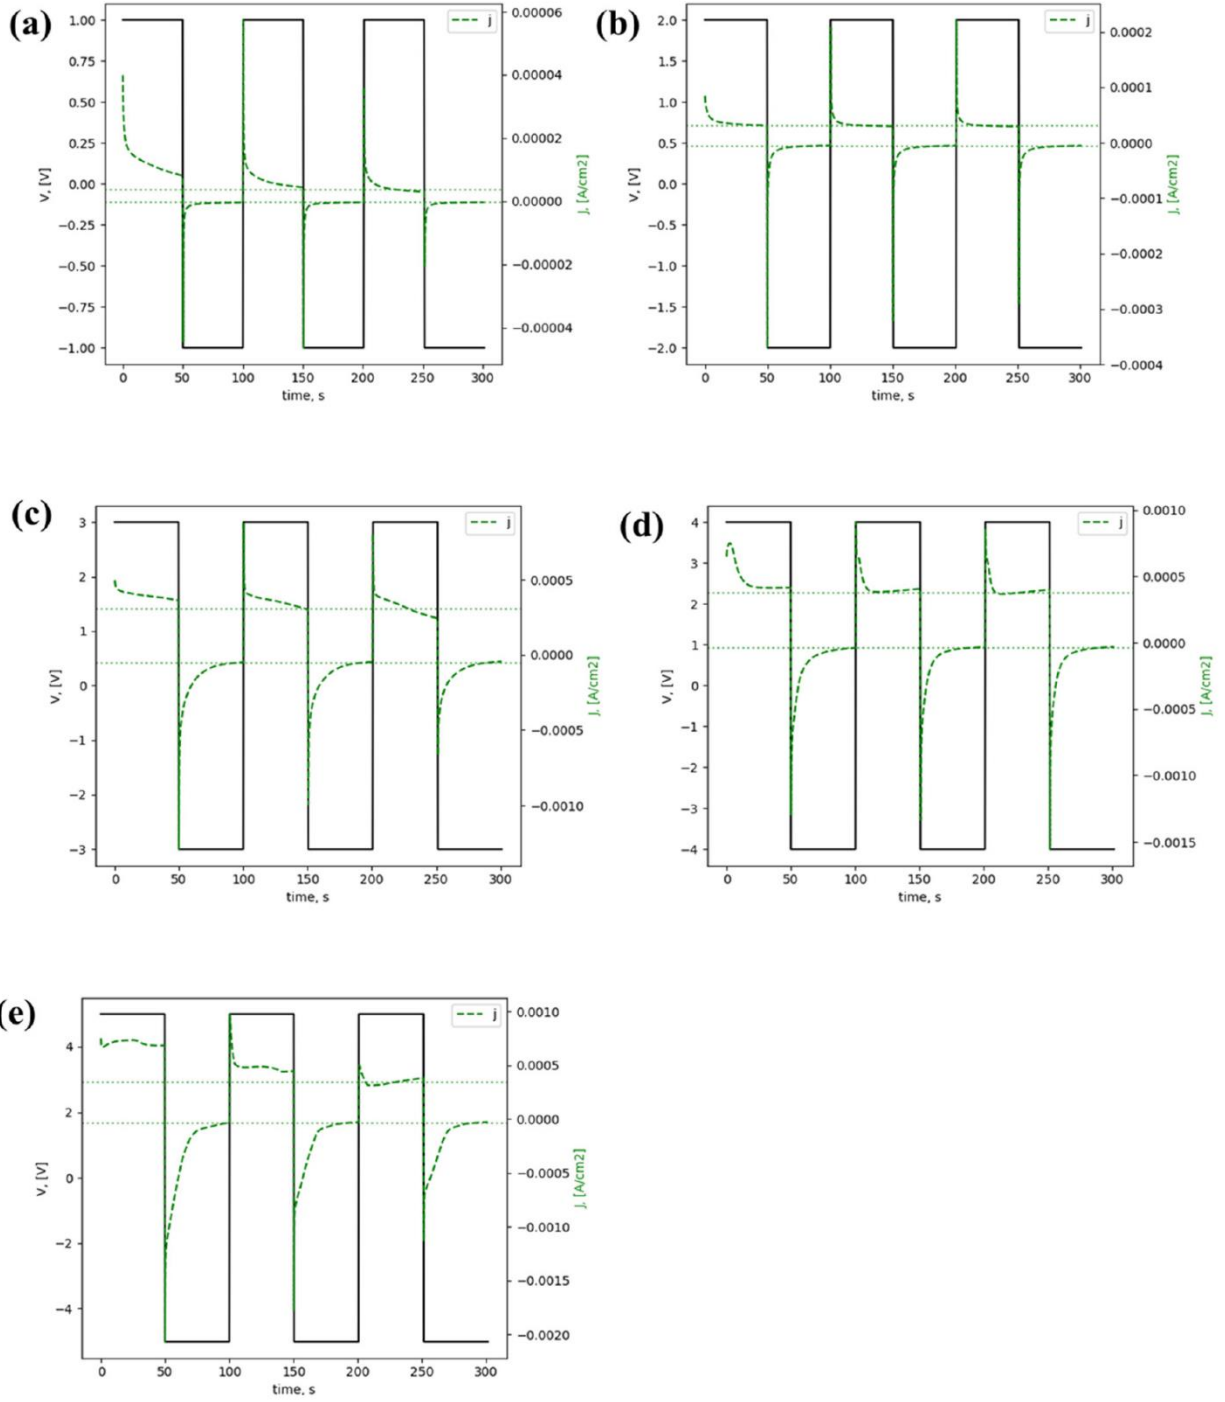 (a)
1.00
0.75
0.50
0.25
0.00
−0.25
−0.50
−0.75
−1.00
V, [V]
0 50 100 150 200 250 300
time, s
j
0.00006
0.00004
0.00002
0.00000
−0.00002
−0.00004
J, [A/cm2]
(b)
2.0
1.5
1.0
0.5
0.0
−0.5
−1.0
−1.5
−2.0
V, [V]
0 50 100 150 200 250 300
time, s
j
0.0002
0.0001
0.0000
−0.0001
−0.0002
−0.0003
−0.0004
J, [A/cm2]
(c)
3
2
1
0
−1
−2
−3
V, [V]
0 50 100 150 200 250 300
time, s
j
0.0005
0.0000
−0.0005
−0.0010
J, [A/cm2]
(d)
4
3
2
1
0
−1
−2
−3
−4
V, [V]
0 50 100 150 200 250 300
time, s
j
0.0010
0.0005
0.0000
−0.0005
−0.0010
−0.0015
J, [A/cm2]
(e)
4
2
0
−2
−4
V, [V]
0 50 100 150 200 250 300
time, s
j
0.0010
0.0005
0.0000
−0.0005
−0.0010
−0.0015
−0.0020
J, [A/cm2]